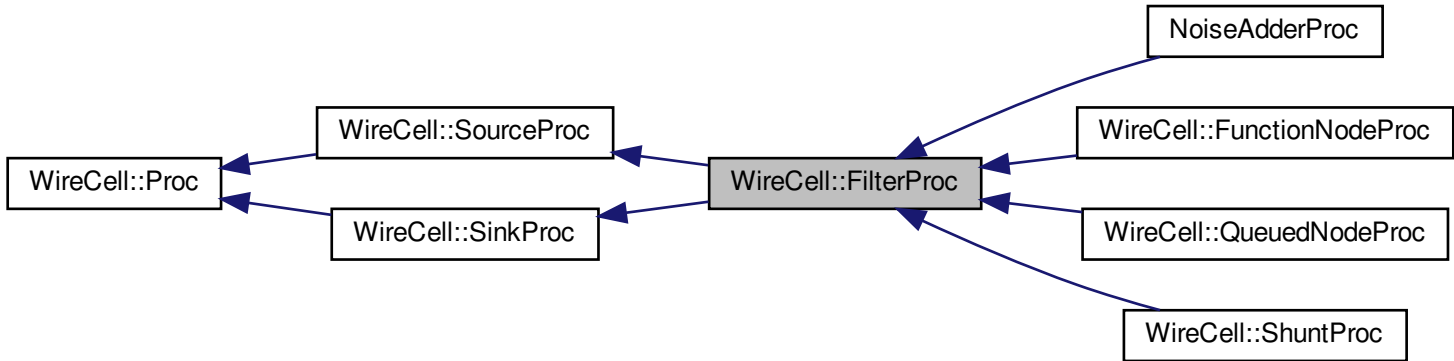 NoiseAdderProc
WireCell::SourceProc
WireCell::FunctionNodeProc
WireCell::Proc
WireCell::FilterProc
WireCell::SinkProc
WireCell::QueuedNodeProc
WireCell::ShuntProc